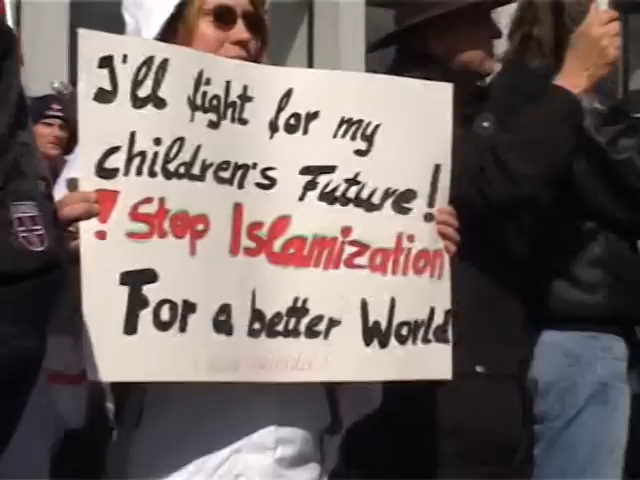 I'll fight for my
children's Future!
! Stop Islamization
For a better World